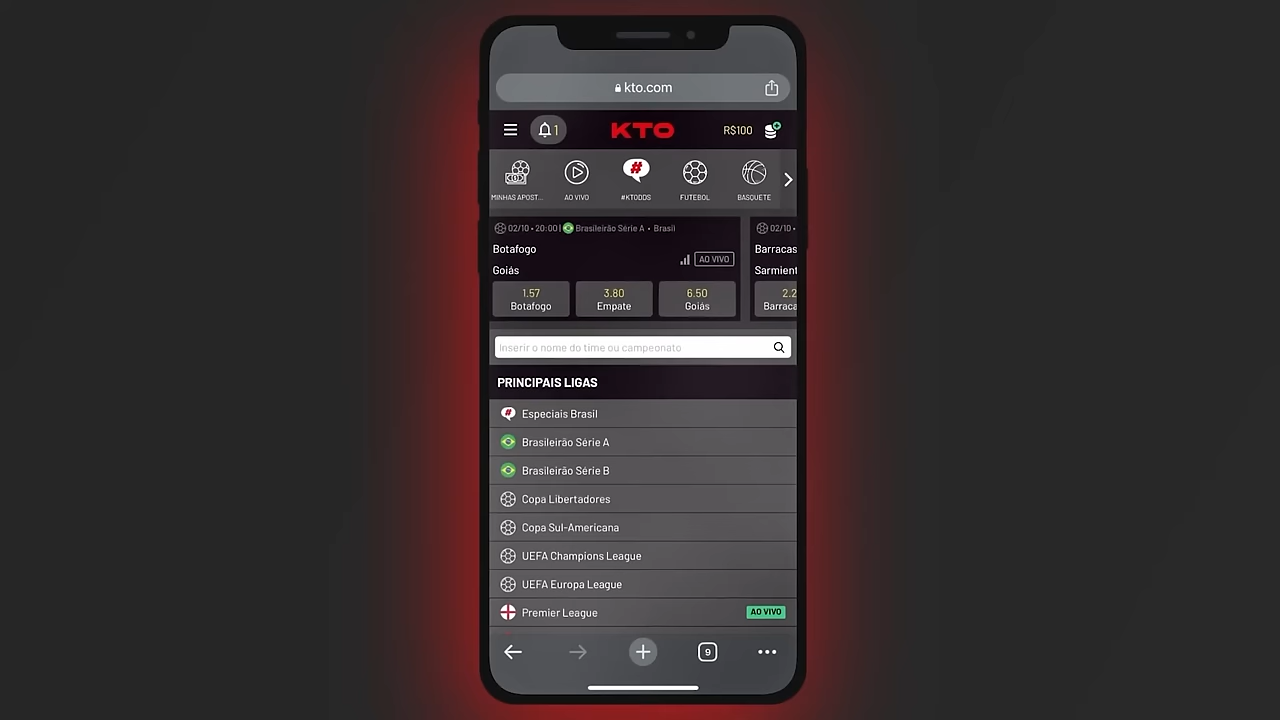 kto.com
1
KTO
R$100
MINHAS APOST...
AO VIVO
#KTODDS
FUTEBOL
BASQUETE
02/10 • 20:00 | Brasileirão Série A • Brasil
Botafogo
Goiás
AO VIVO
1.57
Botafogo
3.80
Empate
6.50
Goiás
02/10 •
Barracas
Sarmient
2.2
Barraca
Inserir o nome do time ou campeonato
PRINCIPAIS LIGAS
# Especiais Brasil
Brasileirão Série A
Brasileirão Série B
Copa Libertadores
Copa Sul-Americana
UEFA Champions League
UEFA Europa League
Premier League
AO VIVO
9